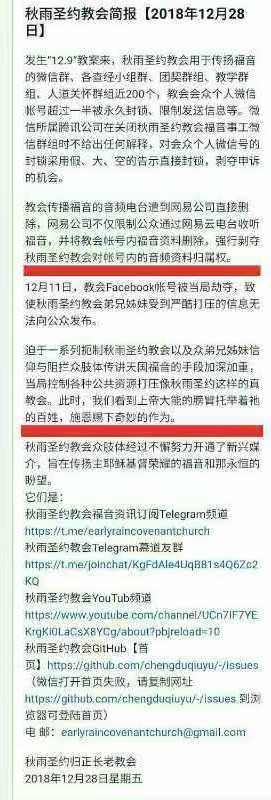 秋雨圣约教会简报【2018年12月28
日】
发生"12.9"教案来，秋雨圣约教会用于传扬福音
的微信群、各查经小组群、团契群组、教学群
组、人道关怀群组近200个，教会会众个人微信
帐号超过一半被永久封锁、限制发送信息等。微
信所属腾讯公司在关闭秋雨圣约教会福音事工微
信群组时不给出任何解释，对会众个人微信号的
封锁采用假、大、空的告示直接封锁，剥夺申诉
的机会。
教会传播福音的音频电台遭到网易公司直接删
除，网易公司不仅限制公众通过网易云电台收听
福音，并将教会帐号内福音资料删除，强行剥夺
秋雨圣约教会对帐号内的音频资料归属权。
12月11日，教会Facebook帐号被当局劫夺，致
使秋雨圣约教会弟兄姊妹受到严酷打压的信息无
法向公众发布。
迫于一系列扼制秋雨圣约教会以及众弟兄姊妹信
仰与阻拦众肢体传讲天国福音的手段加深加重，
当局控制各种公共资源打压像秋雨圣约这样的真
教会。此时，我们看到上帝大能的膀臂托举着祂
的百姓，施恩赐下奇妙的作为。
秋雨圣约教会众肢体经过不懈努力开通了新兴媒
介，旨在传扬主耶稣基督荣耀的福音和那永恒的
盼望。
它们是：
秋雨圣约教会福音资讯订阅Telegram频道
https://t.me/earlyraincovenantchurch
秋雨圣约教会Telegram慕道友群
https://t.me/joinchat/KgFdAle4UqB81s4Q6Zc2
KQ
秋雨圣约教会YouTub频道
https://www.youtube.com/channel/UCn7IF7YE
KrgKi0LaCsX8YCg/about?pbjreload=10
秋雨圣约教会GitHub【首
页】https://github.com/chengduqiuyu/-/issues
（微信打开首页失败，请复制网址
https://github.com/chengduqiuyu/-/issues 到浏
览器可登陆首页）
电 邮：earlyraincovenantchurch@gmail.com
秋雨圣约归正长老教会
2018年12月28日星期五